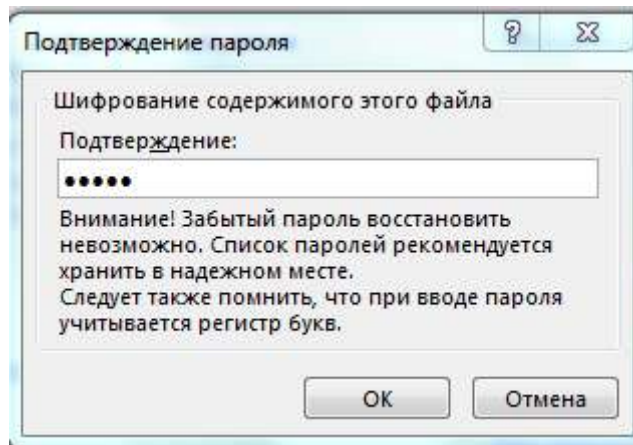 Подтверждение пароля
Шифрование содержимого этого файла
Подтверждение:
•••••
Внимание! Забытый пароль восстановить
невозможно. Список паролей рекомендуется
хранить в надежном месте.
Следует также помнить, что при вводе пароля
учитывается регистр букв.
ОК
Отмена